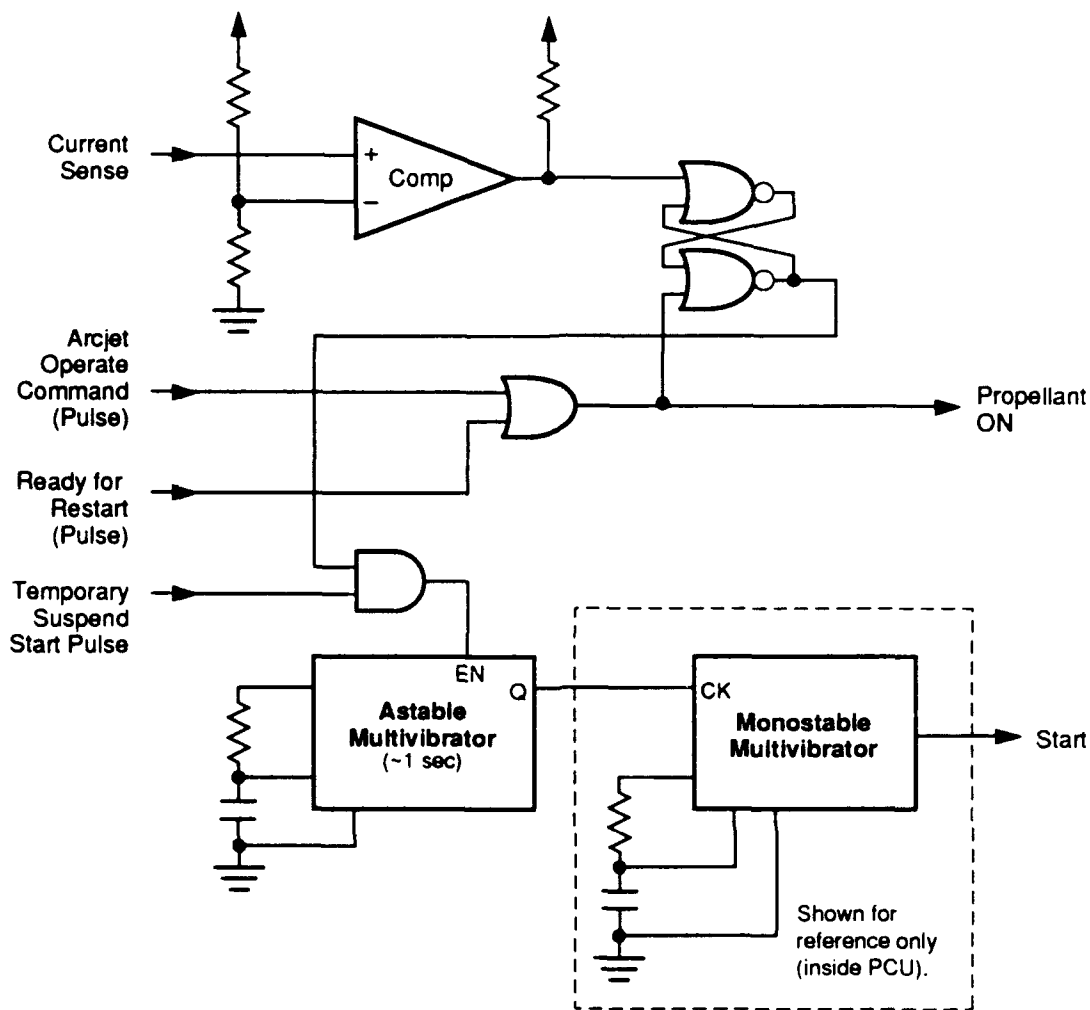 Current
Sense
+
Comp
−
Arcjet
Operate
Command
(Pulse)
Propellant
ON
Ready for
Restart
(Pulse)
Temporary
Suspend
Start Pulse
EN
Q
Astable
Multivibrator
(~1 sec)
CK
Monostable
Multivibrator
Start
Shown for
reference only
(inside PCU).